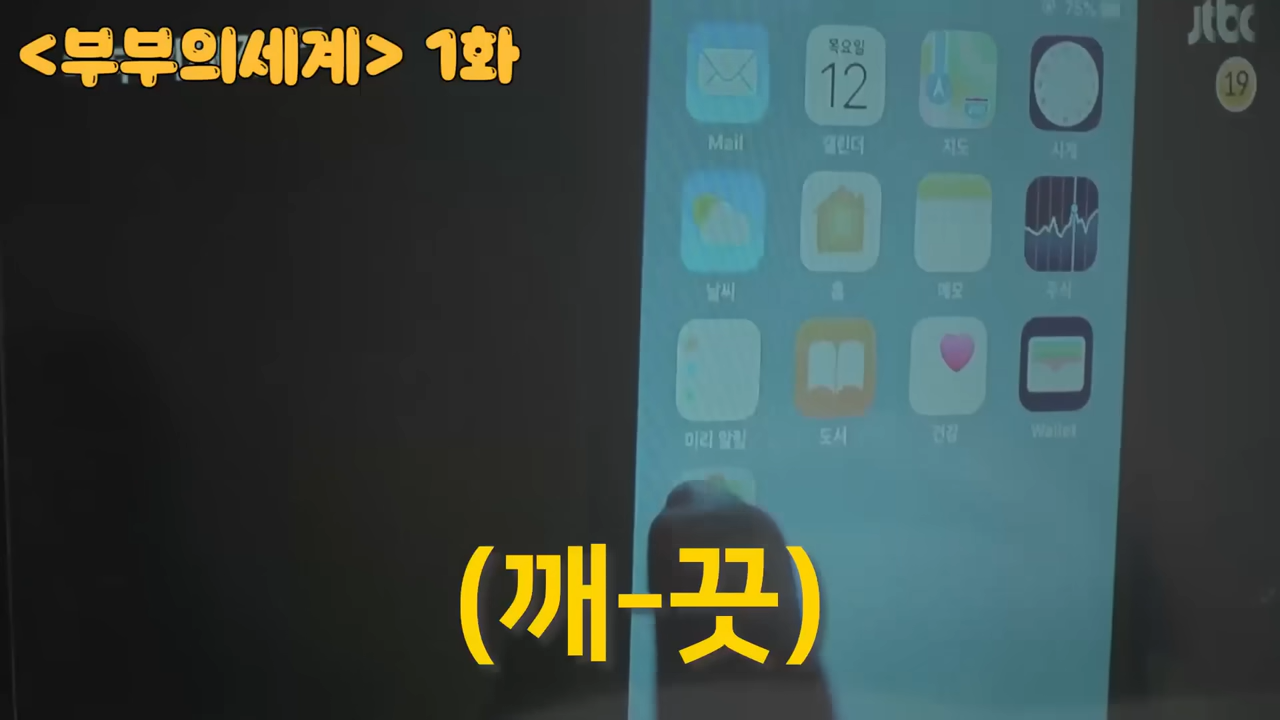 <부부의세계> 1화
jtbc
19
75%
목요일
12
Mail
캘린더
지도
시계
날씨
홈
메모
주식
미리 알림
도서
건강
Wallet
(깨-끗)